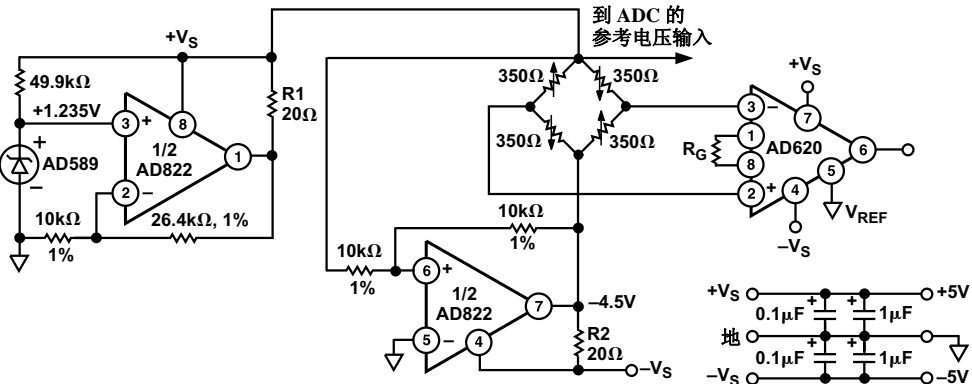 到 ADC 的
参考电压输入
+VS
49.9kΩ
+1.235V
R1
20Ω
350Ω
350Ω
350Ω
350Ω
+VS
3
+
8
1/2
AD822
1
2
−
+
AD589
−
10kΩ
1%
26.4kΩ, 1%
3
−
7
1
RG
AD620
8
6
2
+
4
5
VREF
−VS
10kΩ
1%
10kΩ
1%
6
+
1/2
AD822
7
−4.5V
5
−
4
R2
20Ω
−VS
+VS
+
+
+5V
0.1μF
1μF
地
+
+
0.1μF
1μF
−VS
−5V